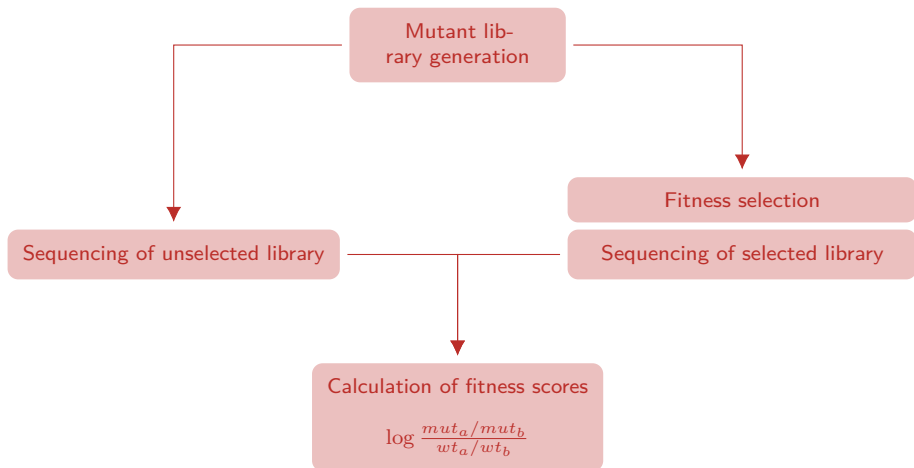 Mutant lib-
rary generation
Fitness selection
Sequencing of unselected library
Sequencing of selected library
Calculation of fitness scores
log \frac{mut_a/mut_b}{wt_a/wt_b}